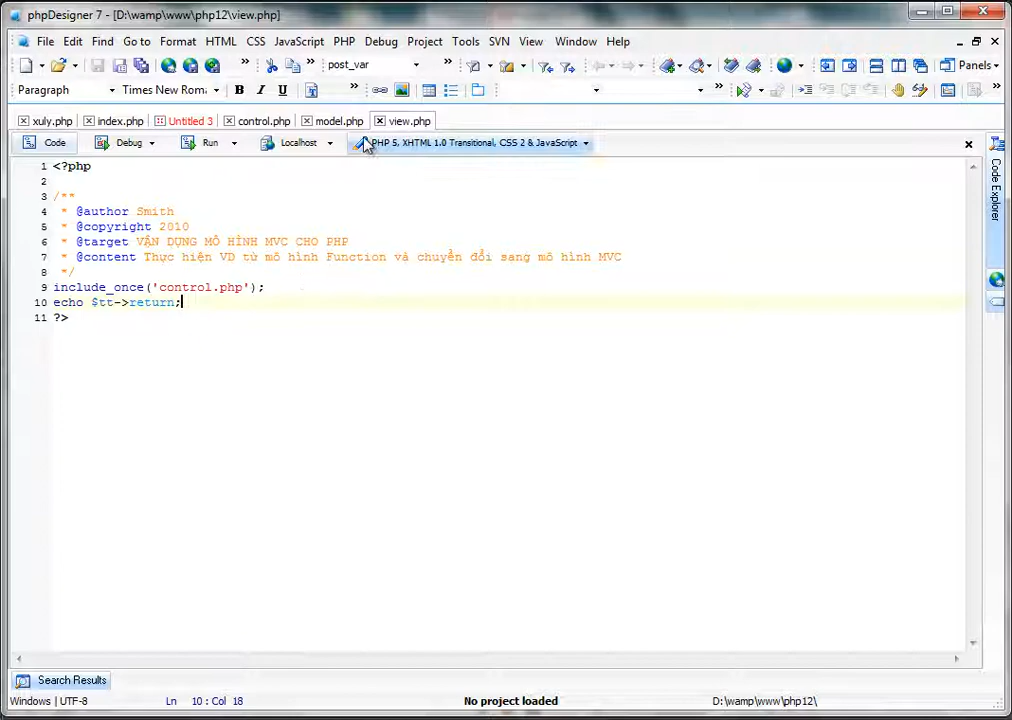 phpDesigner 7 - [D:\wamp\www\php12\view.php]
File Edit Find Go to Format HTML CSS JavaScript PHP Debug Project Tools SVN View Window Help
post_var Panels
Paragraph Times New Roma B I U
xuly.php index.php Untitled 3 control.php model.php view.php
Code Debug Run Localhost PHP 5, XHTML 1.0 Transitional, CSS 2 & JavaScript
1 <?php
2
3 /**
4 * @author Smith
5 * @copyright 2010
6 * @target VẬN DỤNG MÔ HÌNH MVC CHO PHP
7 * @content Thực hiện VD từ mô hình Function và chuyển đổi sang mô hình MVC
8 */
9 include_once('control.php');
10 echo $tt->return;
11 ?>
Code Explorer
Search Results
Windows | UTF-8 Ln 10 : Col 18 No project loaded D:\wamp\www\php12\